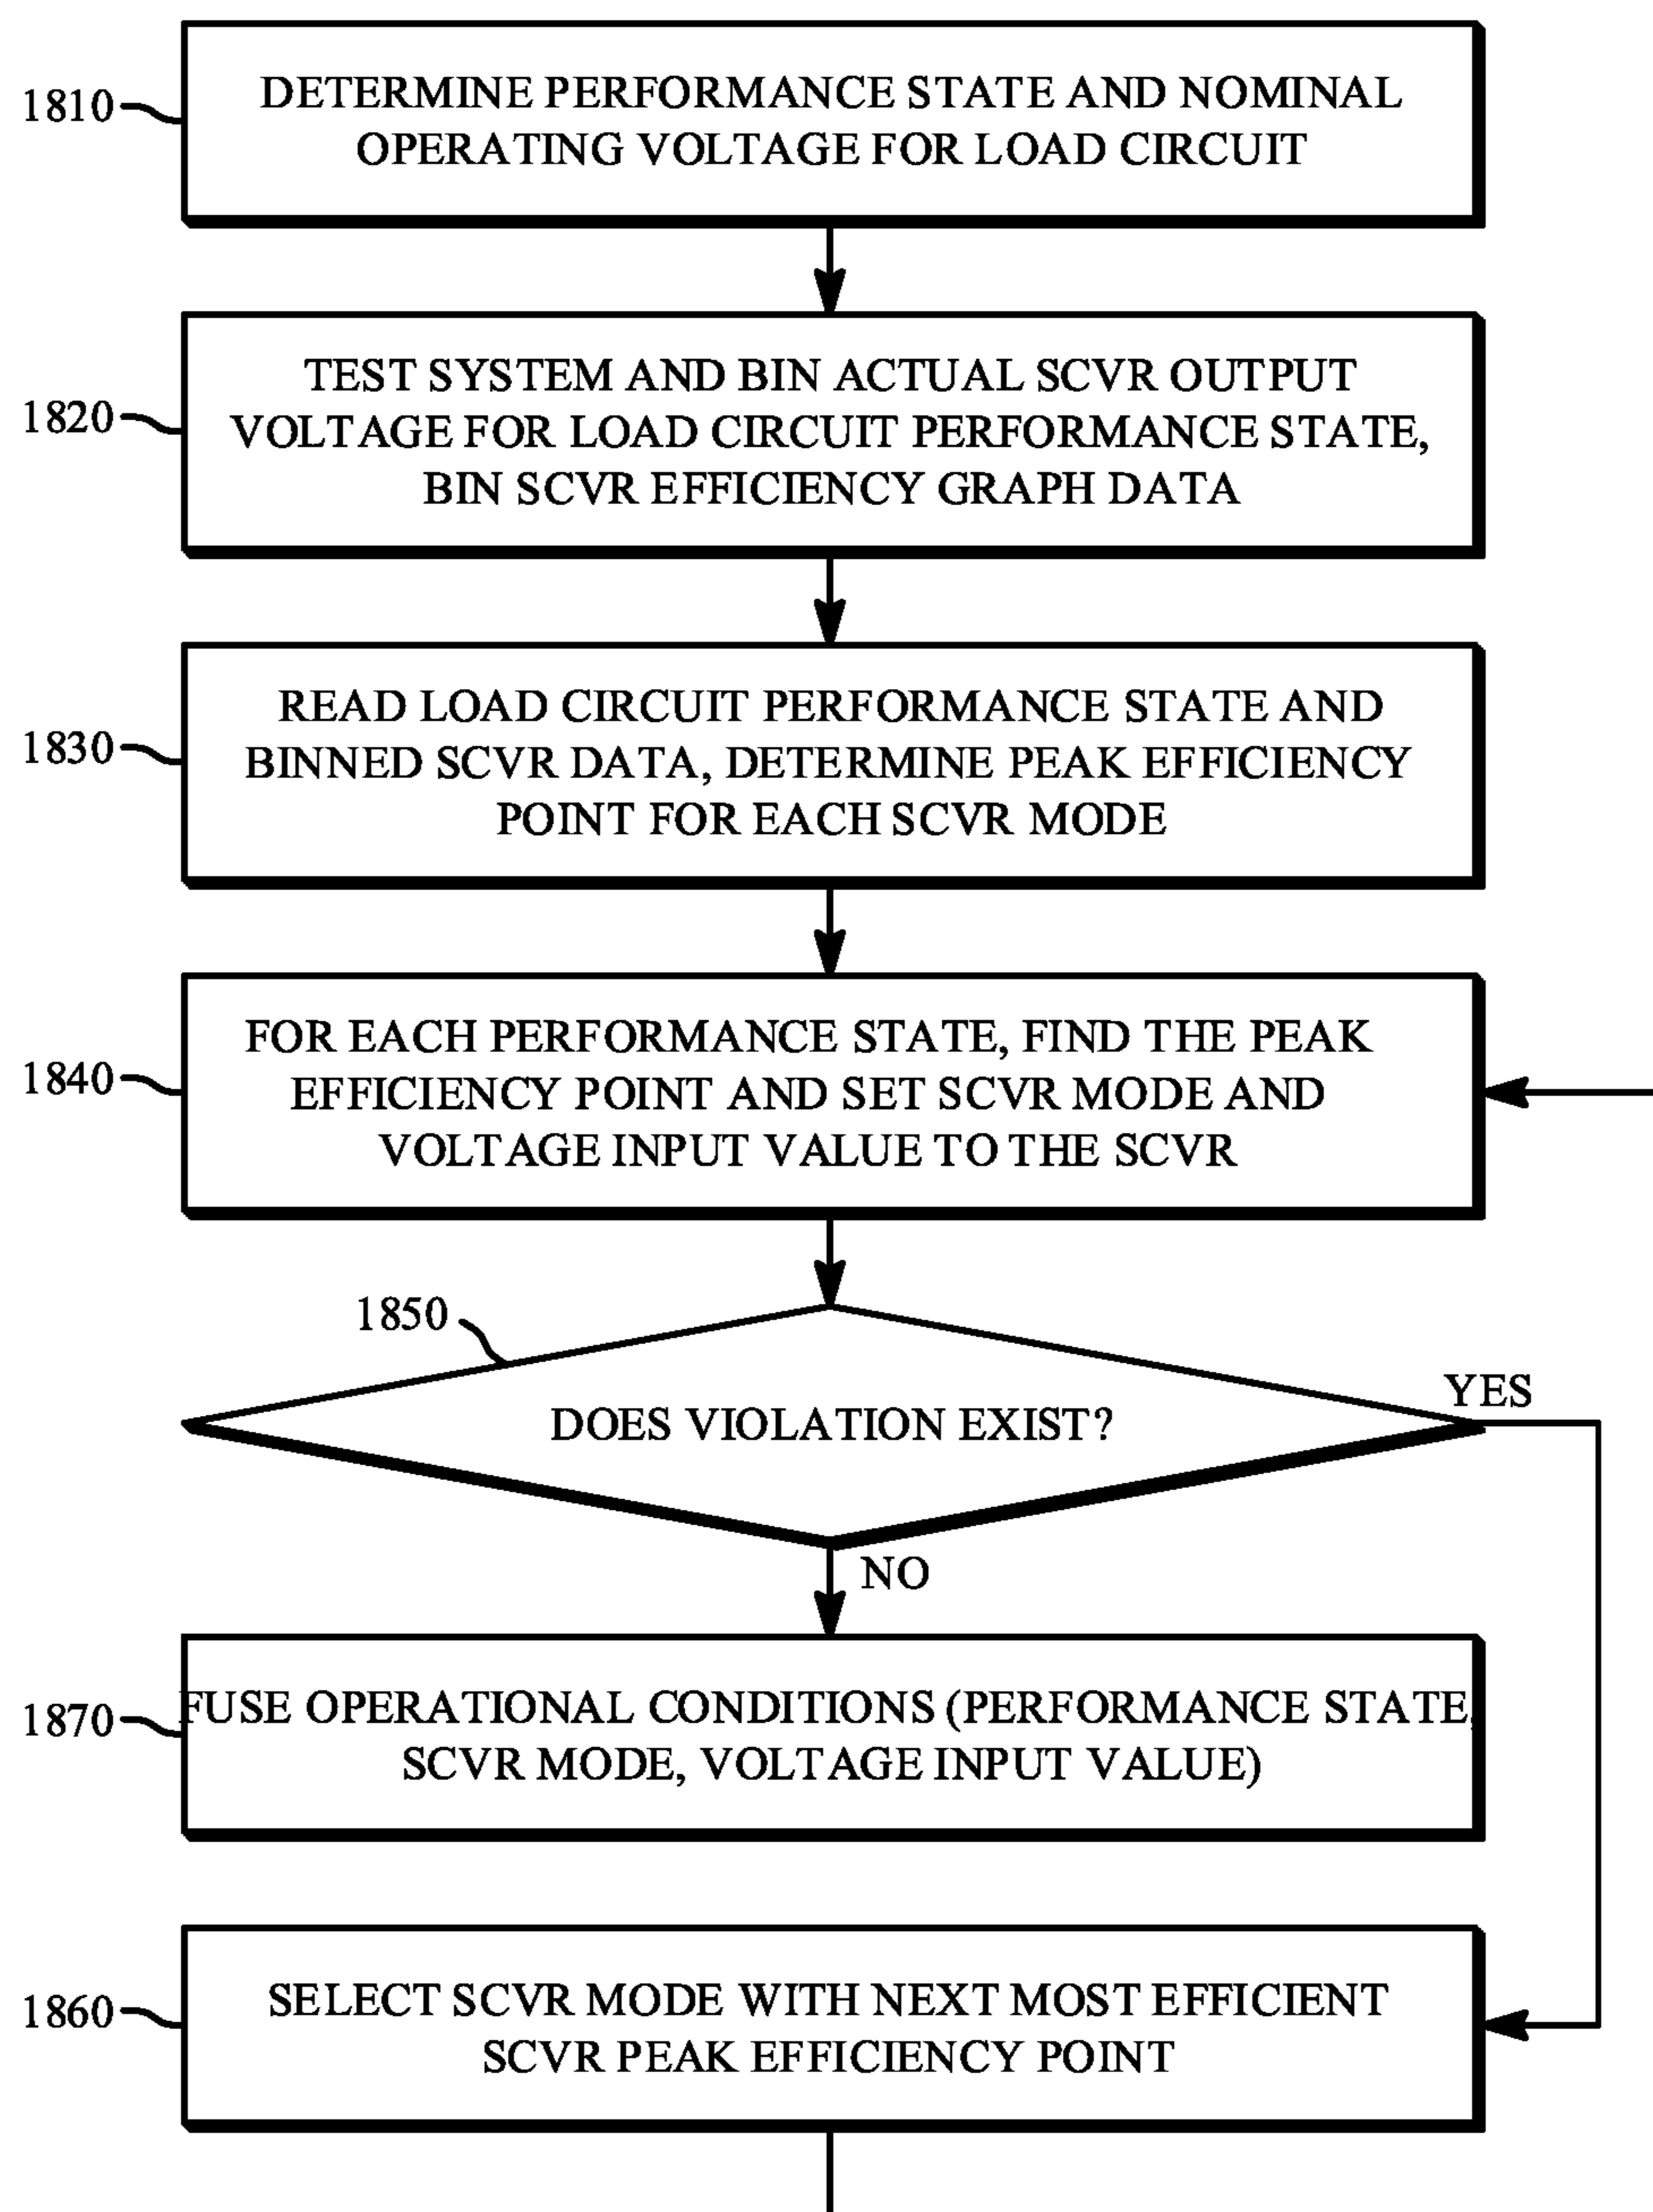 1810
DETERMINE PERFORMANCE STATE AND NOMINAL
OPERATING VOLTAGE FOR LOAD CIRCUIT
1820
TEST SYSTEM AND BIN ACTUAL SCVR OUTPUT
VOLTAGE FOR LOAD CIRCUIT PERFORMANCE STATE,
BIN SCVR EFFICIENCY GRAPH DATA
1830
READ LOAD CIRCUIT PERFORMANCE STATE AND
BINNED SCVR DATA, DETERMINE PEAK EFFICIENCY
POINT FOR EACH SCVR MODE
1840
FOR EACH PERFORMANCE STATE, FIND THE PEAK
EFFICIENCY POINT AND SET SCVR MODE AND
VOLTAGE INPUT VALUE TO THE SCVR
1850
DOES VIOLATION EXIST?
YES
NO
1870
FUSE OPERATIONAL CONDITIONS (PERFORMANCE STATE,
SCVR MODE, VOLTAGE INPUT VALUE)
1860
SELECT SCVR MODE WITH NEXT MOST EFFICIENT
SCVR PEAK EFFICIENCY POINT